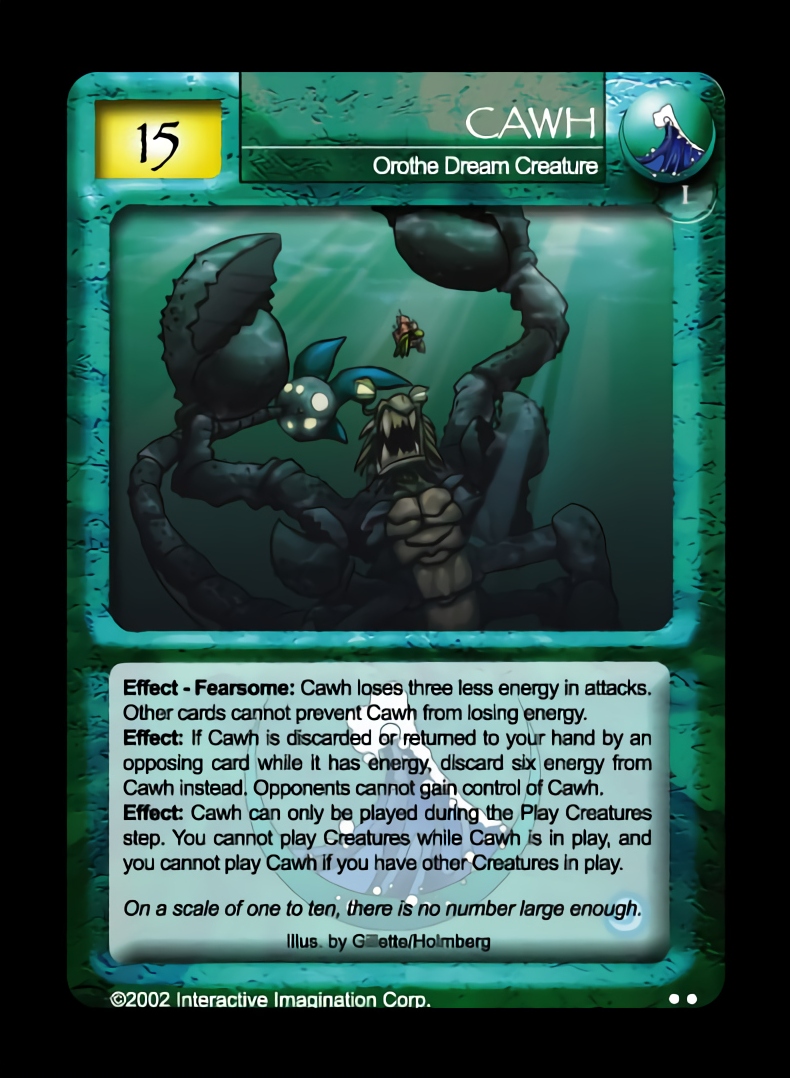 15
CAWH
Orothe Dream Creature
I
Effect - Fearsome: Cawh loses three less energy in attacks.
Other cards cannot prevent Cawh from losing energy.
Effect: If Cawh is discarded or returned to your hand by an
opposing card while it has energy, discard six energy from
Cawh instead. Opponents cannot gain control of Cawh.
Effect: Cawh can only be played during the Play Creatures
step. You cannot play Creatures while Cawh is in play, and
you cannot play Cawh if you have other Creatures in play.
On a scale of one to ten, there is no number large enough.
Illus. by
©2002 Interactive Imagination Corp.